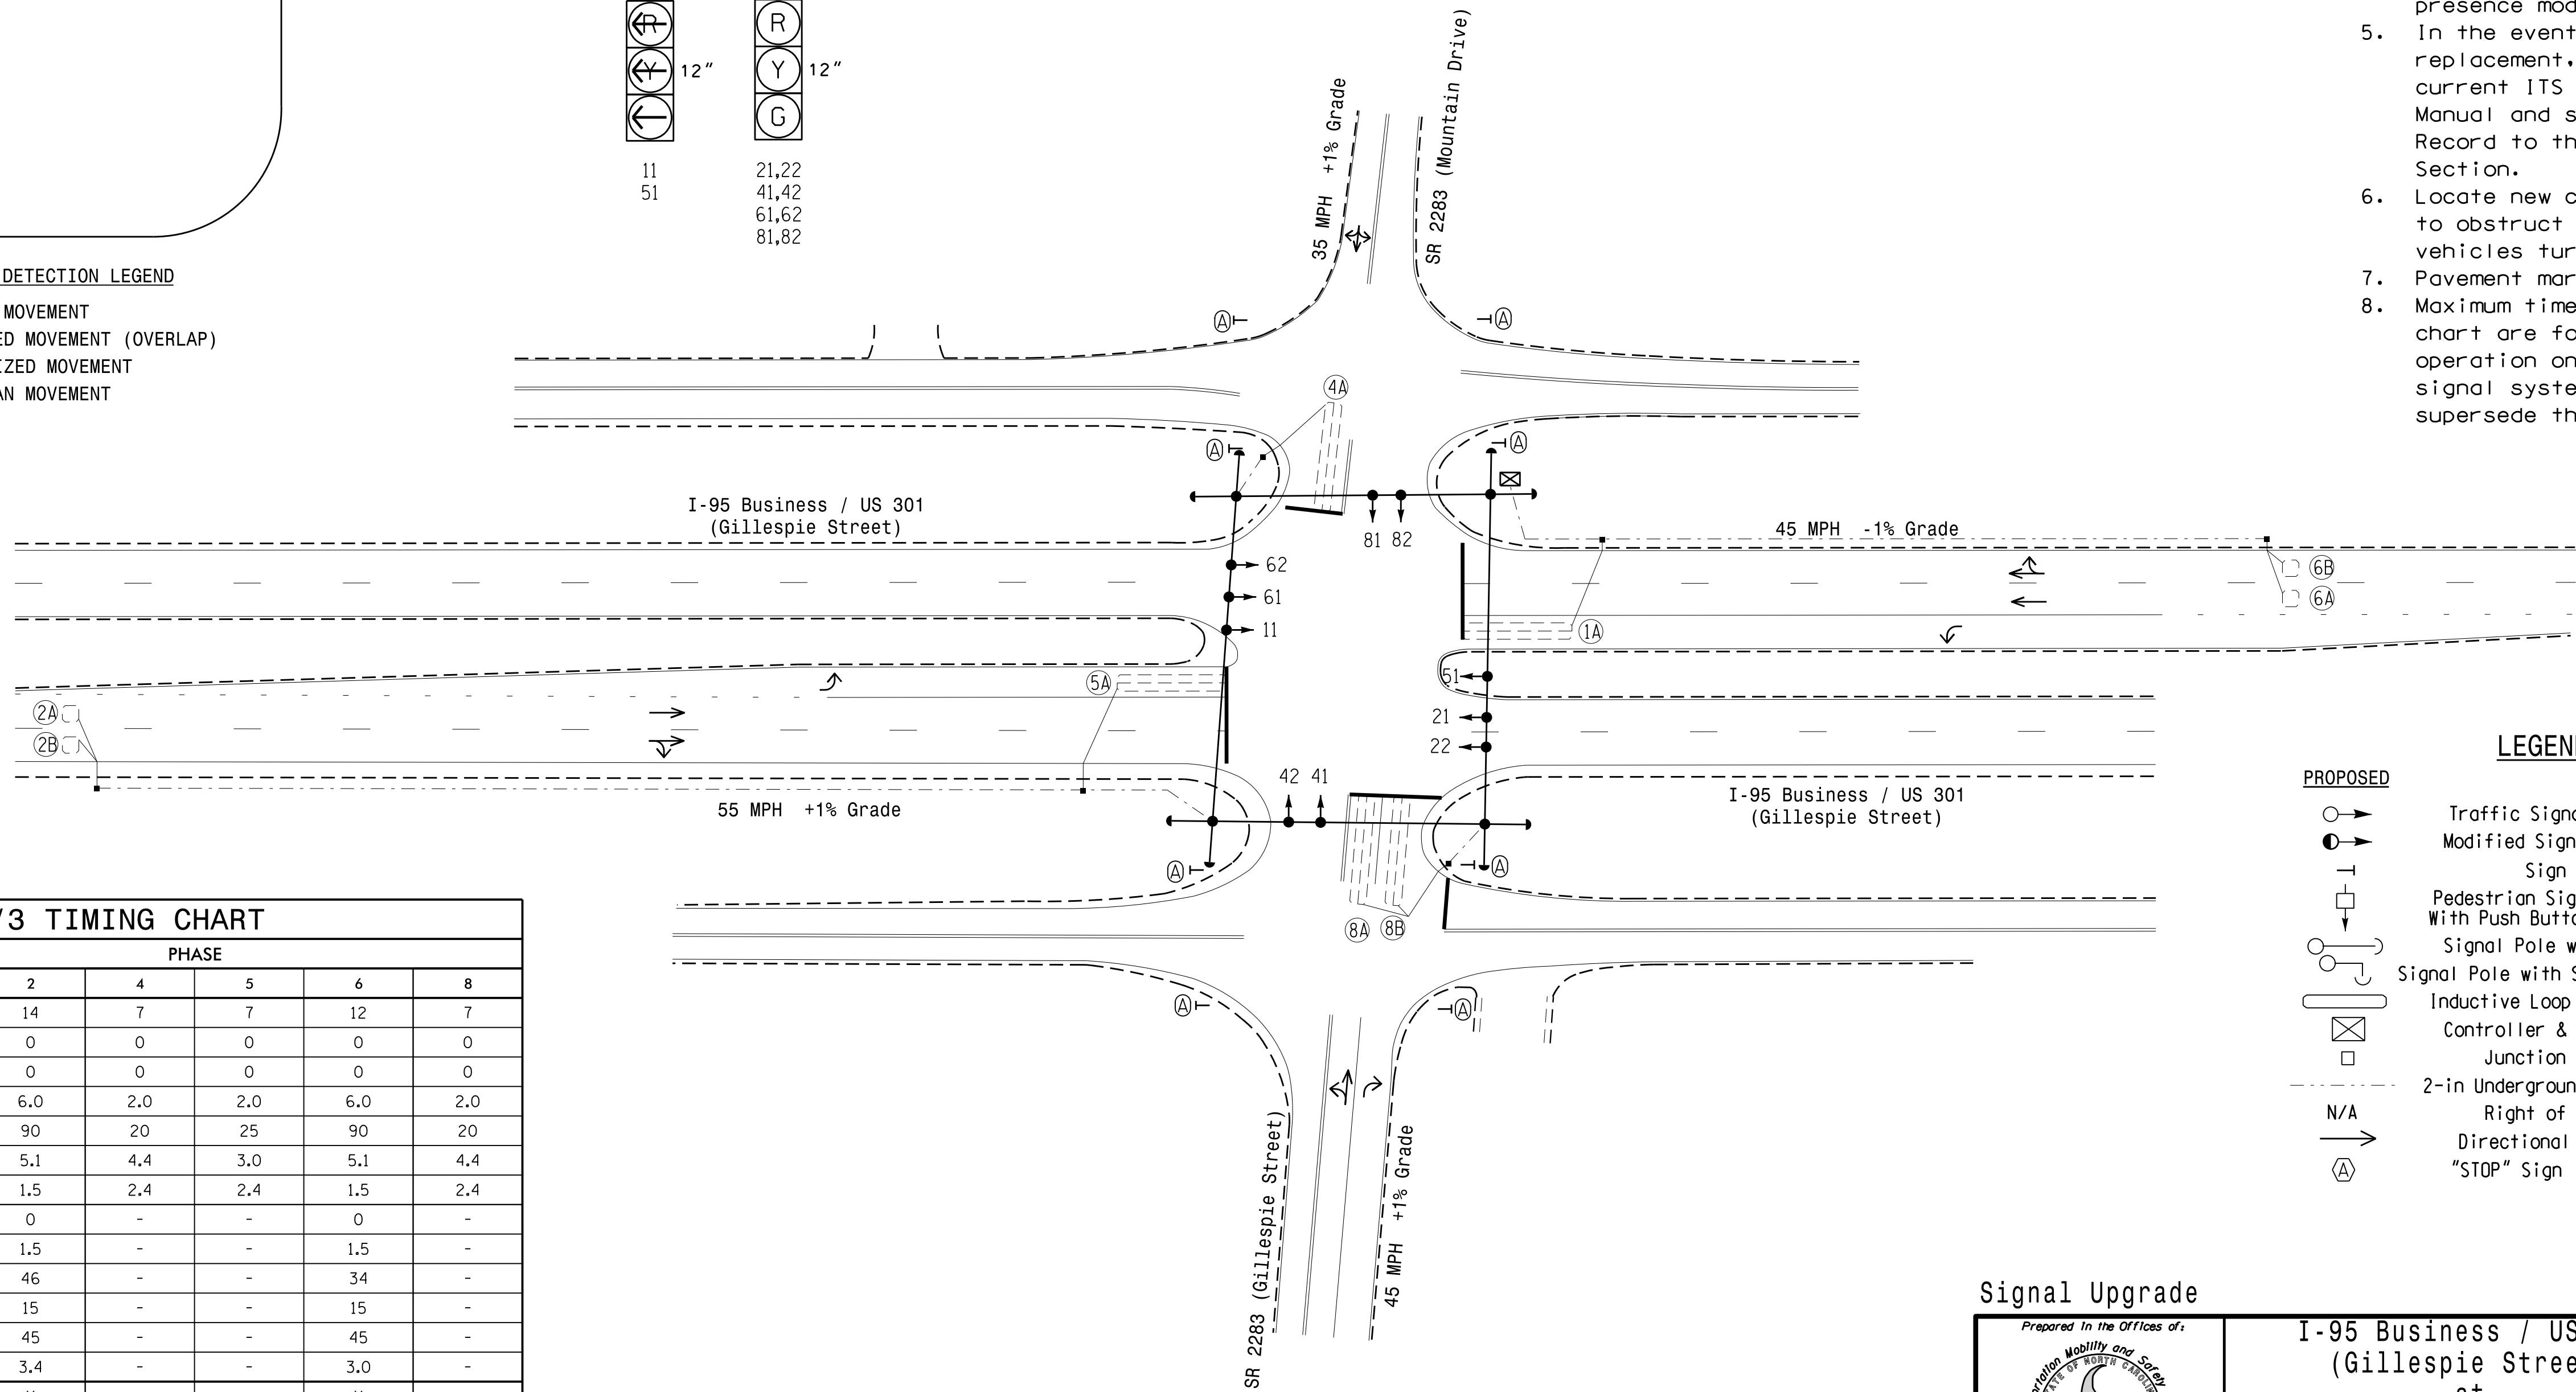 R
Y
12"
R
Y
G
12"
11
51
21,22
41,42
61,62
81,82
DETECTION LEGEND
MOVEMENT
ED MOVEMENT (OVERLAP)
IZED MOVEMENT
AN MOVEMENT
presence mod
5. In the event
replacement,
current ITS
Manual and s
Record to th
Section.
6. Locate new c
to obstruct
vehicles tur
7. Pavement mar
8. Maximum time
chart are fo
operation on
signal syste
supersede th
35 MPH +1% Grade
SR 2283 (Mountain Drive)
A
A
4A
A
A
I-95 Business / US 301
(Gillespie Street)
81 82
45 MPH -1% Grade
62
61
11
6B
6A
1A
5A
51
2A
2B
21
22
42 41
55 MPH +1% Grade
I-95 Business / US 301
(Gillespie Street)
A
A
8A
8B
A
A
SR 2283 (Gillespie Street)
45 MPH +1% Grade
/3 TIMING CHART
PHASE
2 4 5 6 8
14 7 7 12 7
0 0 0 0 0
0 0 0 0 0
6.0 2.0 2.0 6.0 2.0
90 20 25 90 20
5.1 4.4 3.0 5.1 4.4
1.5 2.4 2.4 1.5 2.4
0 - - 0 -
1.5 - - 1.5 -
46 - - 34 -
15 - - 15 -
45 - - 45 -
3.4 - - 3.0 -
LEGEN
PROPOSED
Traffic Signa
Modified Sign
Sign
Pedestrian Sig
With Push Butto
Signal Pole w
Signal Pole with S
Inductive Loop
Controller &
Junction
2-in Undergroun
N/A Right of
Directional
A "STOP" Sign
Signal Upgrade
Prepared in the Offices of:
ortation Mobility and Safety
STATE OF NORTH CAROLIN
I-95 Business / US
(Gillespie Stree